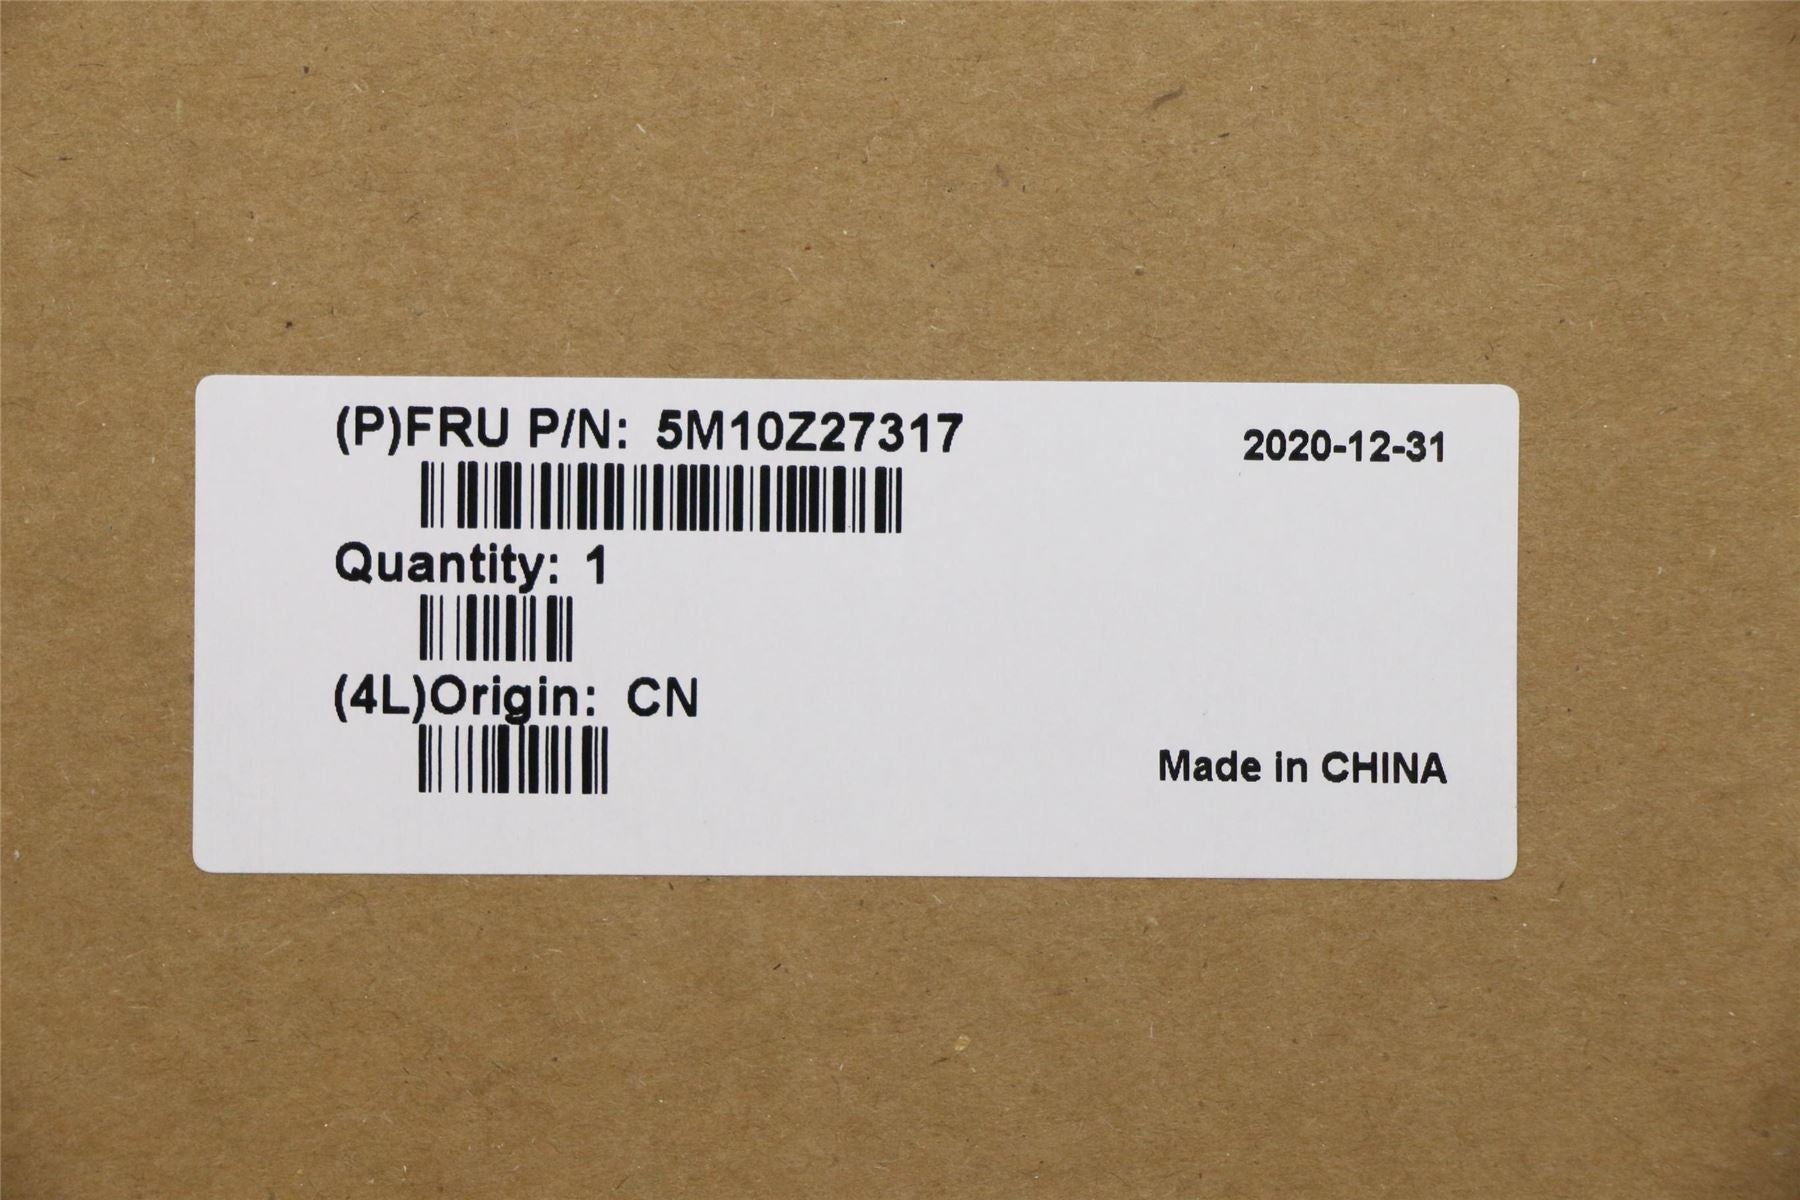 (P)FRU P/N: 5M10Z27317
2020-12-31
Quantity: 1
(4L)Origin: CN
Made in CHINA